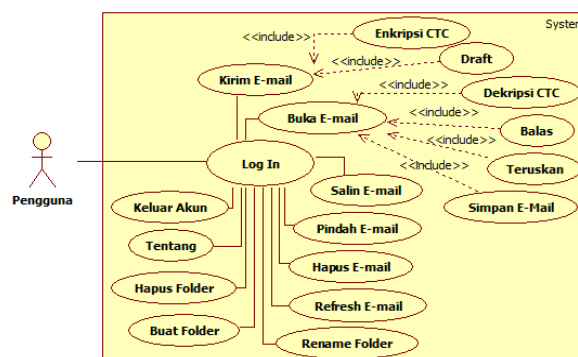 System
Enkripsi CTC
<<include>>
Draft
<<include>>
Kirim E-mail
<<include>>
Dekripsi CTC
<<include>>
Buka E-mail
Balas
<<include>>
Log In
<<include>>
Teruskan
Pengguna
Salin E-mail
Simpan E-Mail
Keluar Akun
Pindah E-mail
Tentang
Hapus E-mail
Hapus Folder
Refresh E-mail
Buat Folder
Rename Folder